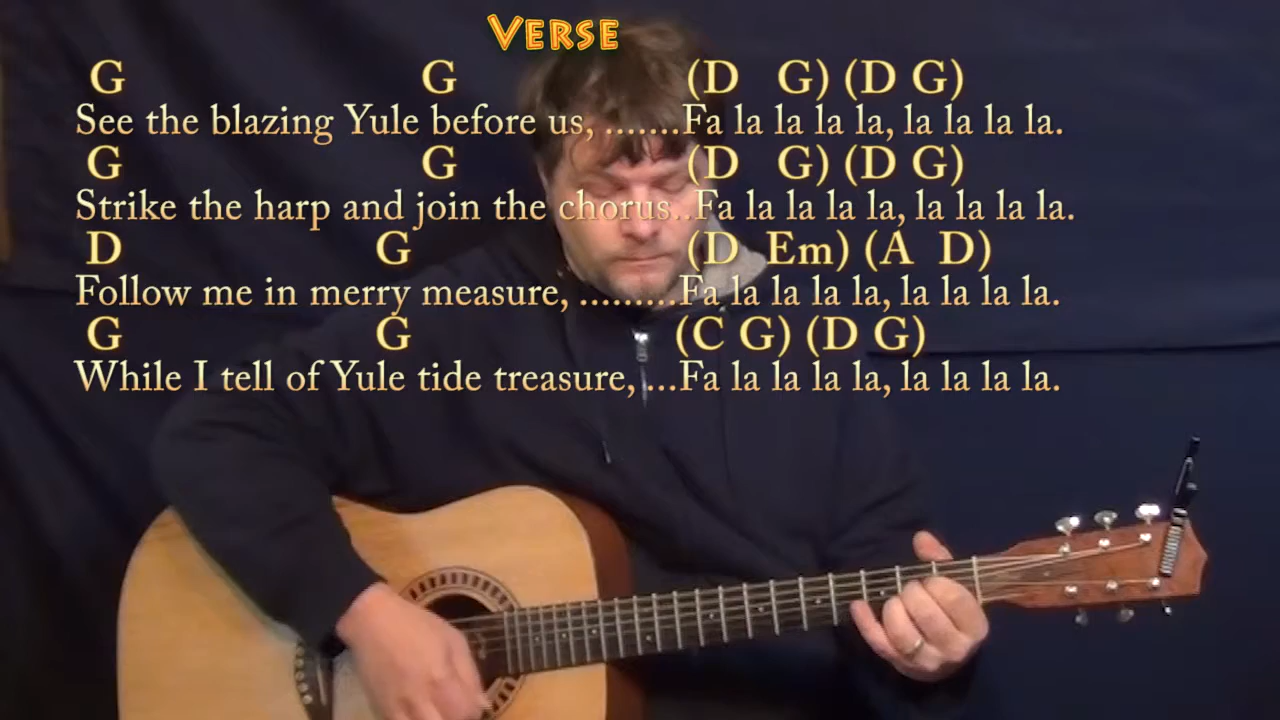 VERSE
G G (D G) (D G)
See the blazing Yule before us, .......Fa la la la la, la la la la.
G G (D G) (D G)
Strike the harp and join the chorus..Fa la la la la, la la la la.
D G (D Em) (A D)
Follow me in merry measure, .........Fa la la la la, la la la la.
G G (C G) (D G)
While I tell of Yule tide treasure, ...Fa la la la la, la la la la.